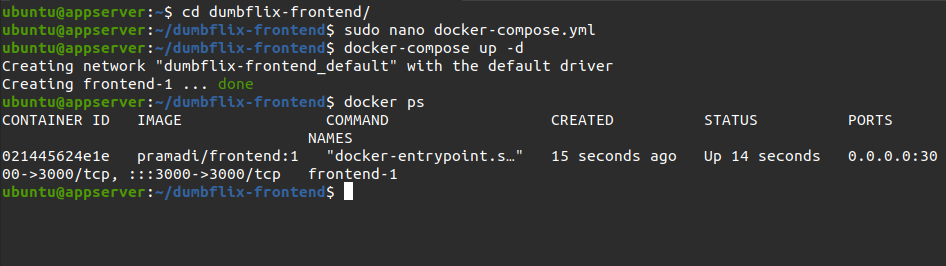 ubuntu@appserver:~$ cd dumbflix-frontend/
ubuntu@appserver:~/dumbflix-frontend$ sudo nano docker-compose.yml
ubuntu@appserver:~/dumbflix-frontend$ docker-compose up -d
Creating network "dumbflix-frontend_default" with the default driver
Creating frontend-1 ... done
ubuntu@appserver:~/dumbflix-frontend$ docker ps
CONTAINER ID   IMAGE                COMMAND                  CREATED          STATUS          PORTS
                                  NAMES
021445624e1e   pramadi/frontend:1   "docker-entrypoint.s…"   15 seconds ago   Up 14 seconds   0.0.0.0:30
00->3000/tcp, :::3000->3000/tcp   frontend-1
ubuntu@appserver:~/dumbflix-frontend$